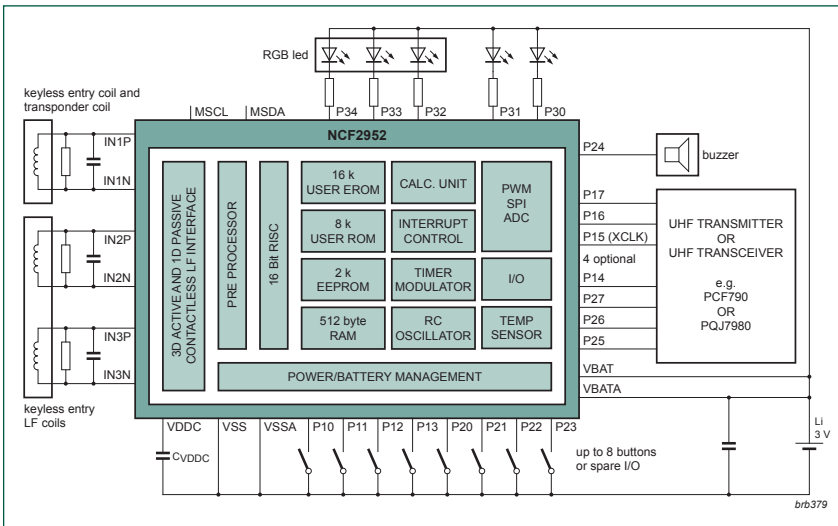 RGB led
keyless entry coil and
transponder coil
MSCL
MSDA
P34
P33
P32
P31
P30
NCF2952
IN1P
IN1N
IN2P
IN2N
IN3P
IN3N
keyless entry
LF coils
3D ACTIVE AND 1D PASSIVE
CONTACTLESS LF INTERFACE
PRE PROCESSOR
16 Bit RISC
16 k
USER EROM
CALC. UNIT
PWM
SPI
ADC
8 k
USER ROM
INTERRUPT
CONTROL
2 k
EEPROM
TIMER
MODULATOR
I/O
512 byte
RAM
RC
OSCILLATOR
TEMP
SENSOR
POWER/BATTERY MANAGEMENT
P24
buzzer
P17
P16
P15 (XCLK)
4 optional
P14
P27
P26
P25
VBAT
VBATA
UHF TRANSMITTER
OR
UHF TRANSCEIVER
e.g.
PCF790
OR
PQJ7980
VDDC
VSS
VSSA
P10
P11
P12
P13
P20
P21
P22
P23
CVDDC
up to 8 buttons
or spare I/O
Li
3 V
brb379